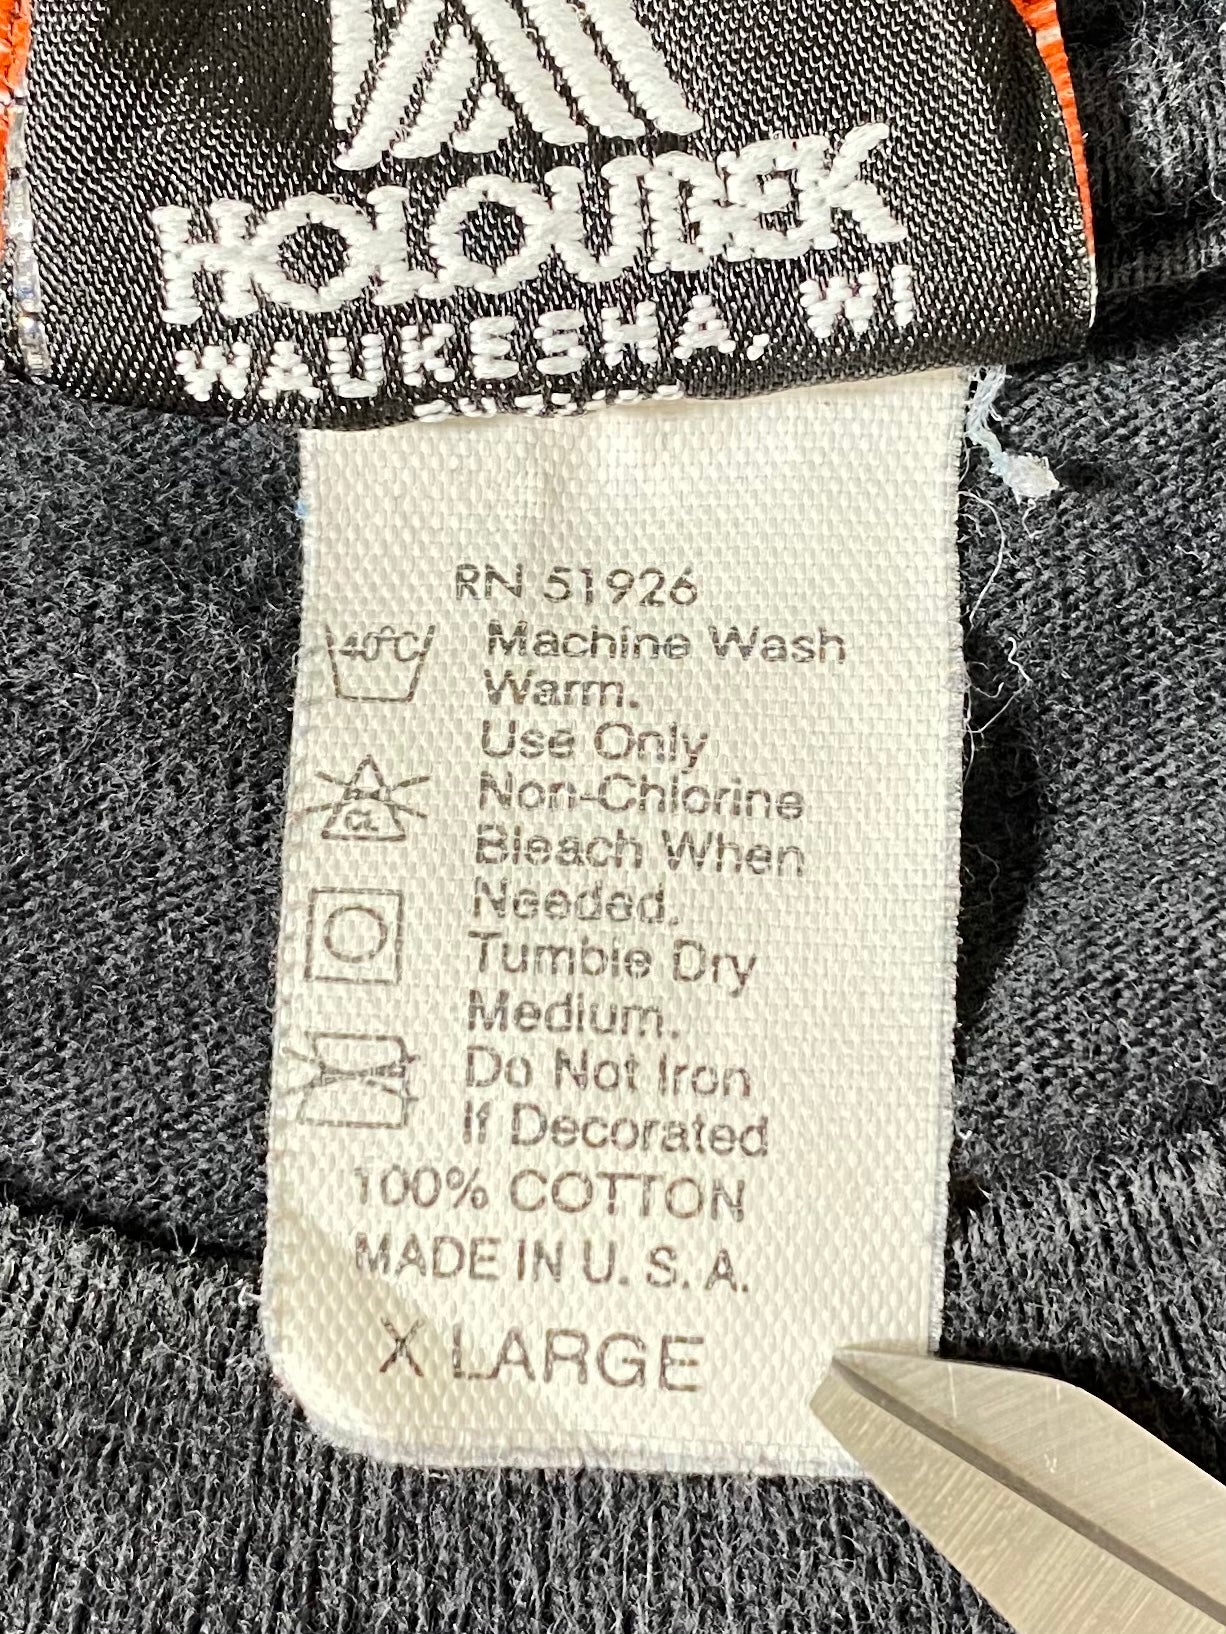 HOLOUBEK
WAUKESHA, WI
RN 51926
40°C
Machine Wash
Warm.
Use Only
Non-Chlorine
Bleach When
Needed.
CL
Tumble Dry
Medium.
Do Not Iron
If Decorated
100% COTTON
MADE IN U. S. A.
X LARGE